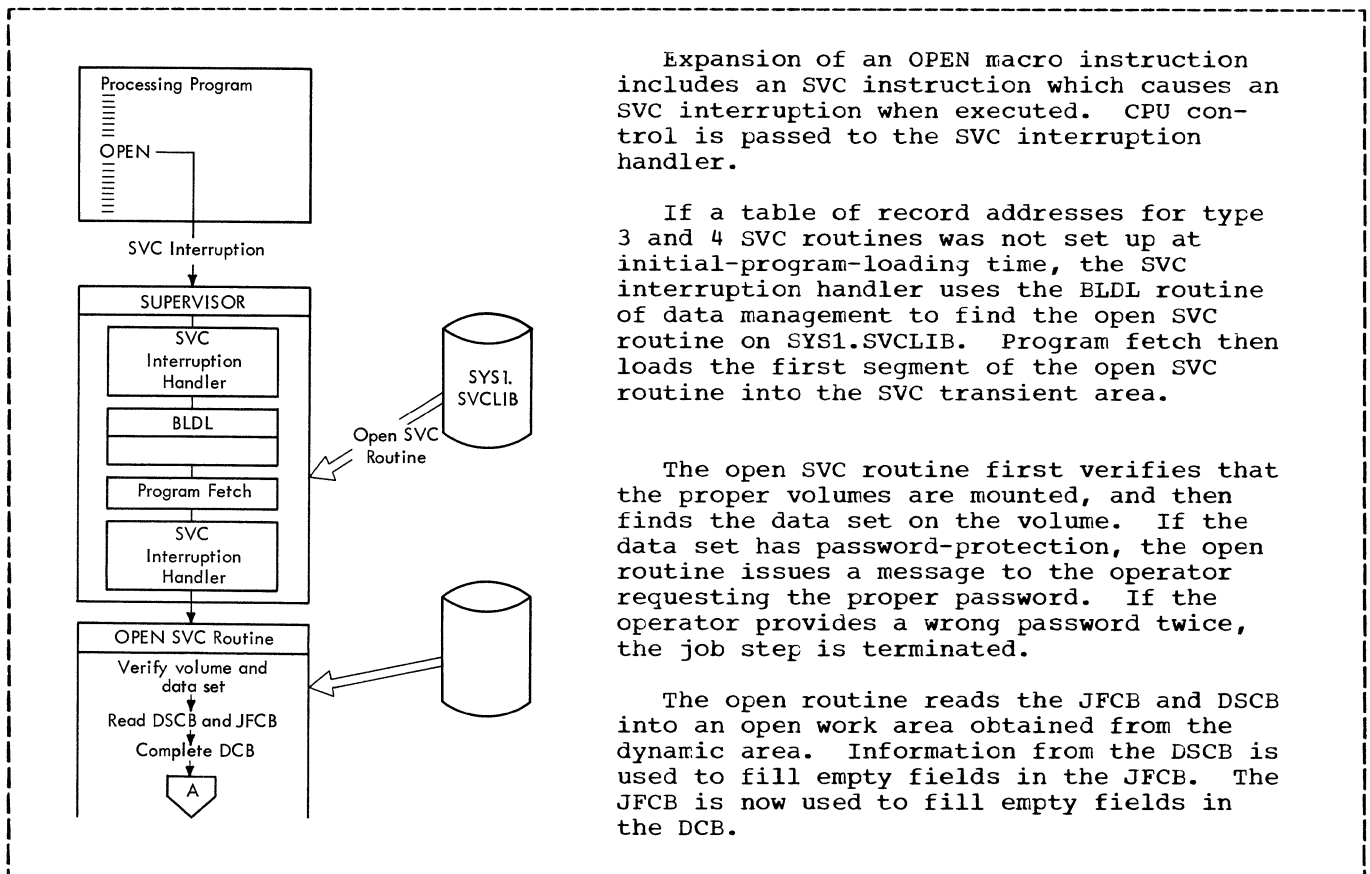 Processing Program
OPEN
SVC Interruption
SUPERVISOR
SVC
Interruption
Handler
BLDL
Program Fetch
SVC
Interruption
Handler
SYS1.
SVCLIB
Open SVC
Routine
OPEN SVC Routine
Verify volume and
data set
Read DSCB and JFCB
Complete DCB
A
Expansion of an OPEN macro instruction
includes an SVC instruction which causes an
SVC interruption when executed. CPU con-
trol is passed to the SVC interruption
handler.
If a table of record addresses for type
3 and 4 SVC routines was not set up at
initial-program-loading time, the SVC
interruption handler uses the BLDL routine
of data management to find the open SVC
routine on SYS1.SVCLIB. Program fetch then
loads the first segment of the open SVC
routine into the SVC transient area.
The open SVC routine first verifies that
the proper volumes are mounted, and then
finds the data set on the volume. If the
data set has password-protection, the open
routine issues a message to the operator
requesting the proper password. If the
operator provides a wrong password twice,
the job step is terminated.
The open routine reads the JFCB and DSCB
into an open work area obtained from the
dynamic area. Information from the DSCB is
used to fill empty fields in the JFCB. The
JFCB is now used to fill empty fields in
the DCB.